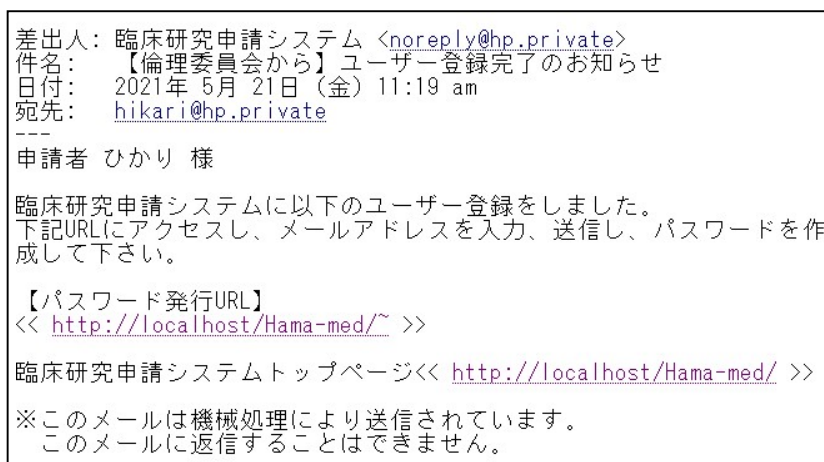 差出人: 臨床研究申請システム <noreply@hp.private>
件名: 【倫理委員会から】ユーザー登録完了のお知らせ
日付: 2021年 5月 21日 (金) 11:19 am
宛先: hikari@hp.private
---
申請者 ひかり 様
臨床研究申請システムに以下のユーザー登録をしました。
下記URLにアクセスし、メールアドレスを入力、送信し、パスワードを作
成して下さい。
【パスワード発行URL】
<< http://localhost/Hama-med/~ >>
臨床研究申請システムトップページ<< http://localhost/Hama-med/ >>
※このメールは機械処理により送信されています。
このメールに返信することはできません。